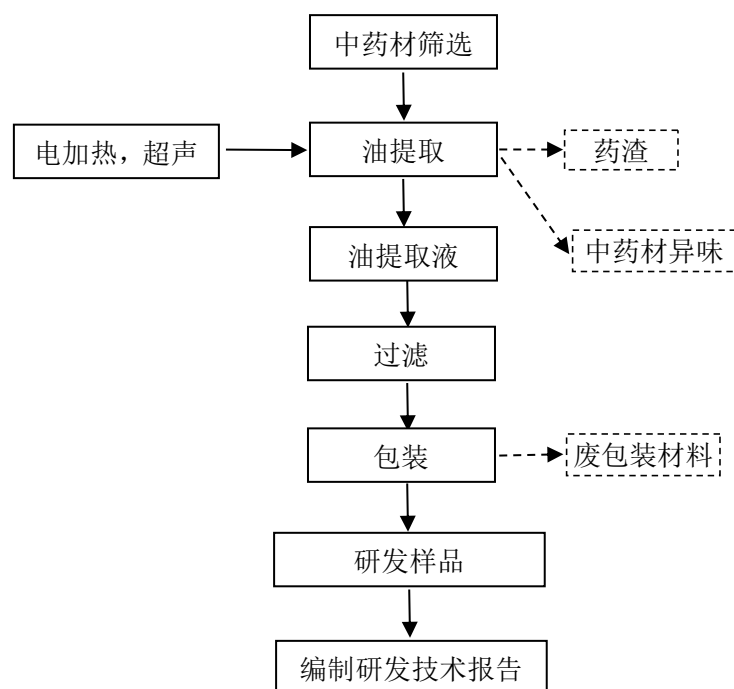 中药材筛选
电加热，超声
油提取
药渣
油提取液
中药材异味
过滤
包装
废包装材料
研发样品
编制研发技术报告